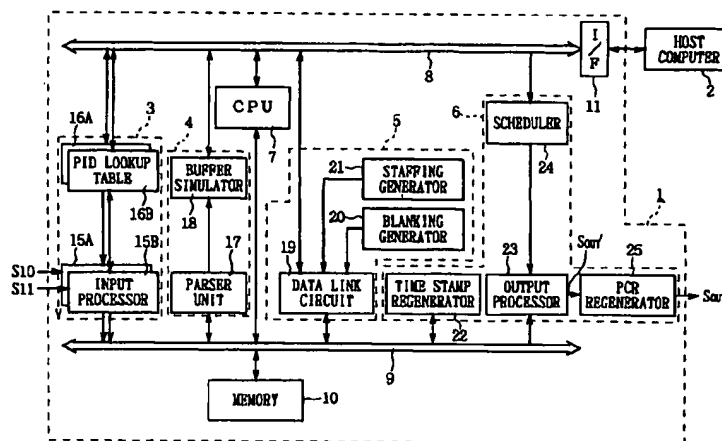 I/F
HOST
COMPUTER
2
8
11
16A
3
4
CPU
7
5
6
SCHEDULER
24
PID LOOKUP
TABLE
16B
BUFFER
SIMULATOR
18
21
STAFFING
GENERATOR
20
BLANKING
GENERATOR
1
15A
15B
17
19
23
Sout'
25
S10
S11
INPUT
PROCESSOR
PARSER
UNIT
DATA LINK
CIRCUIT
TIME STAMP
REGENERATOR
22
OUTPUT
PROCESSOR
PCR
REGENERATOR
Sout
9
MEMORY
10